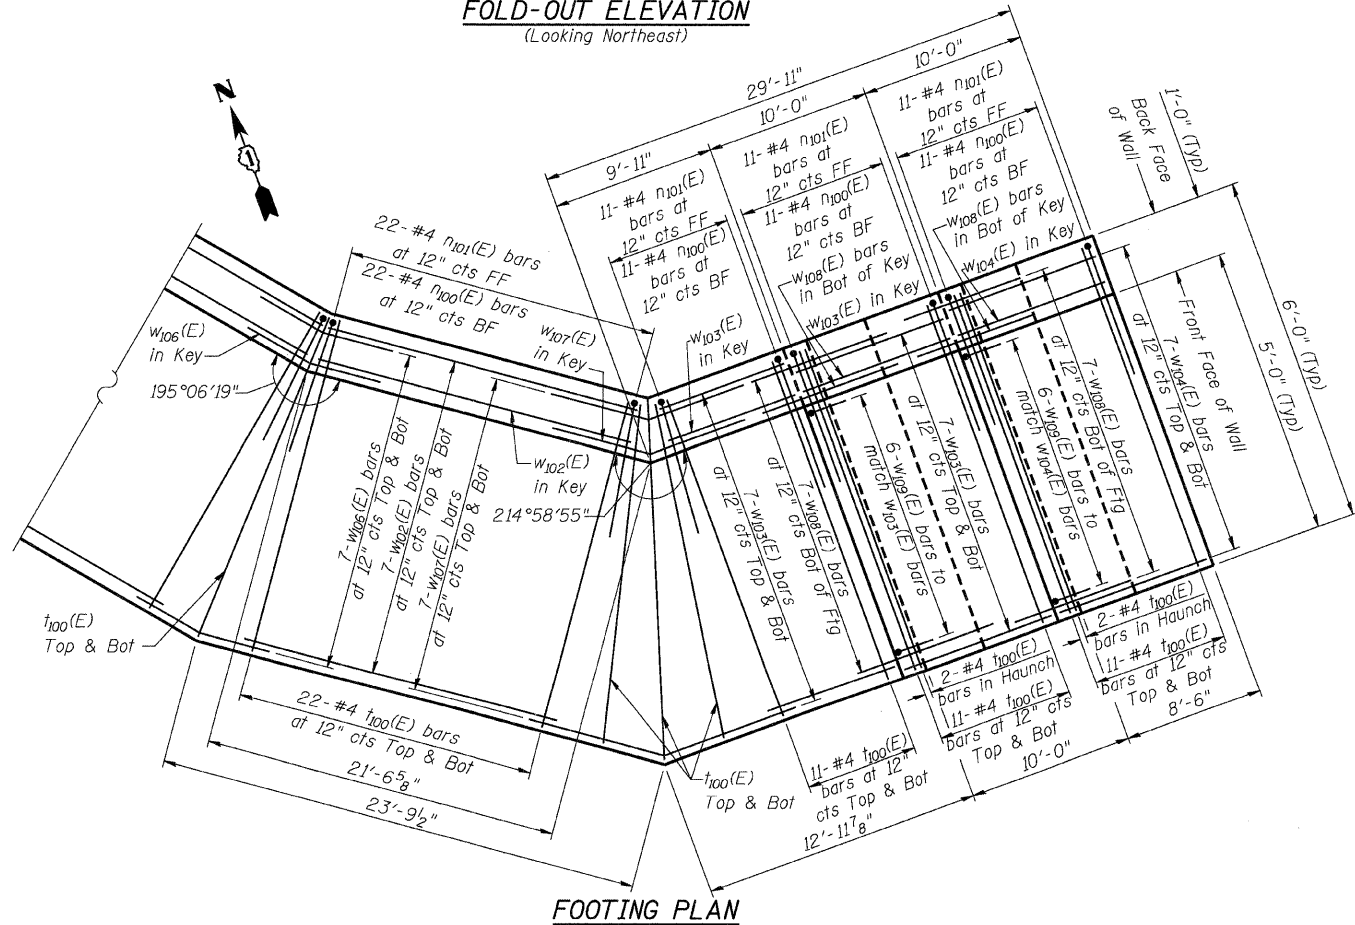 FOLD-OUT ELEVATION
(Looking Northeast)
N
1
29'-11"
10'-0"
10'-0"
9'-11"
11-#4 n101(E)
bars at
12" cts FF
11-#4 n100(E)
bars at
12" cts BF
11-#4 n101(E)
bars at
12" cts FF
11-#4 n100(E)
bars at
12" cts BF
11-#4 n101(E)
bars at
12" cts FF
11-#4 n100(E)
bars at
12" cts BF
1'-0" (Typ)
Back Face
of Wall
22-#4 n101(E) bars
at 12" cts FF
22-#4 n100(E) bars
at 12" cts BF
w108(E) bars
in Bot of Key
w104(E) in Key
w108(E) bars
in Bot of Key
w103(E) in Key
w103(E)
in Key
w107(E)
in Key
w106(E)
in Key
195°06'19"
w102(E)
in Key
214°58'55"
6'-0" (Typ)
5'-0" (Typ)
Front Face of Wall
7-w104(E) bars
at 12" cts Top & Bot
7-w108(E) bars
at 12" cts Bot of Ftg
6-w109(E) bars to
match w104(E) bars
7-w103(E) bars
at 12" cts Top & Bot
6-w109(E) bars to
match w103(E) bars
7-w108(E) bars
at 12" cts Bot of Ftg
7-w103(E) bars
at 12" cts Top & Bot
7-w106(E) bars
at 12" cts Top & Bot
7-w102(E) bars
at 12" cts Top & Bot
7-w107(E) bars
at 12" cts Top & Bot
t100(E)
Top & Bot
22-#4 t100(E) bars
at 12" cts Top & Bot
21'-6 5/8"
23'-9 1/2"
t100(E)
Top & Bot
2-#4 t100(E)
bars in Haunch
11-#4 t100(E)
bars at 12" cts
Top & Bot
8'-6"
2-#4 t100(E)
bars in Haunch
11-#4 t100(E)
bars at 12" cts
Top & Bot
10'-0"
11-#4 t100(E)
bars at 12"
cts Top & Bot
12'-11 7/8"
FOOTING PLAN